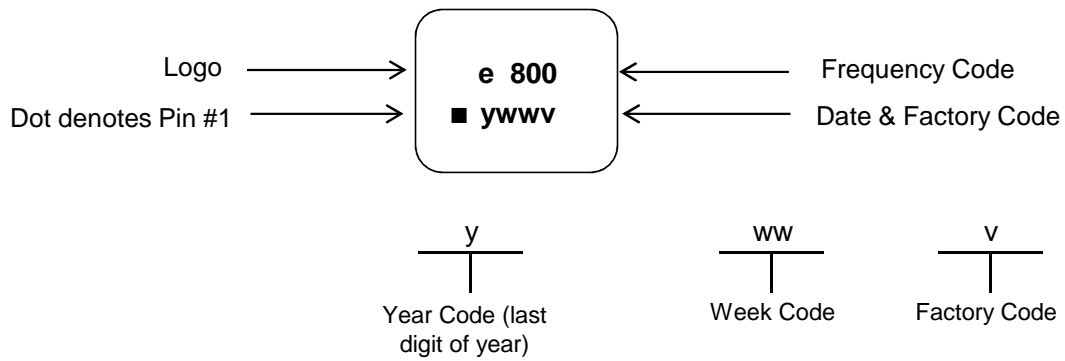 Logo
e 800
Frequency Code
Dot denotes Pin #1
■ ywwv
Date & Factory Code
y
ww
v
Year Code (last
digit of year)
Week Code
Factory Code